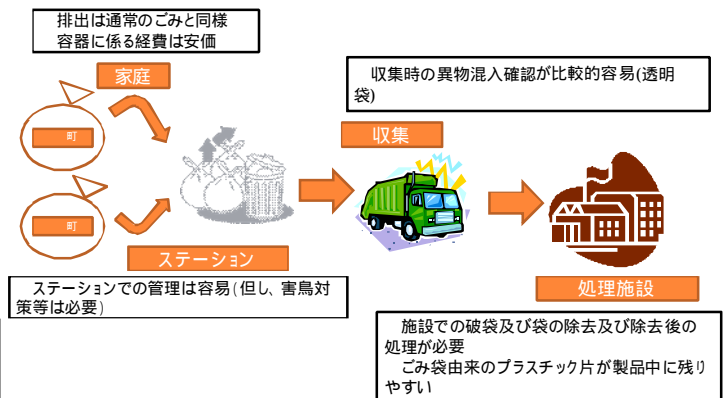 排出は通常のごみと同様
容器に係る経費は安価
家庭
収集時の異物混入確認が比較的容易(透明
袋)
町
収集
町
ステーション
ステーションでの管理は容易(但し、害鳥対
策等は必要)
処理施設
施設での破袋及び袋の除去及び除去後の
処理が必要
ごみ袋由来のプラスチック片が製品中に残り
やすい